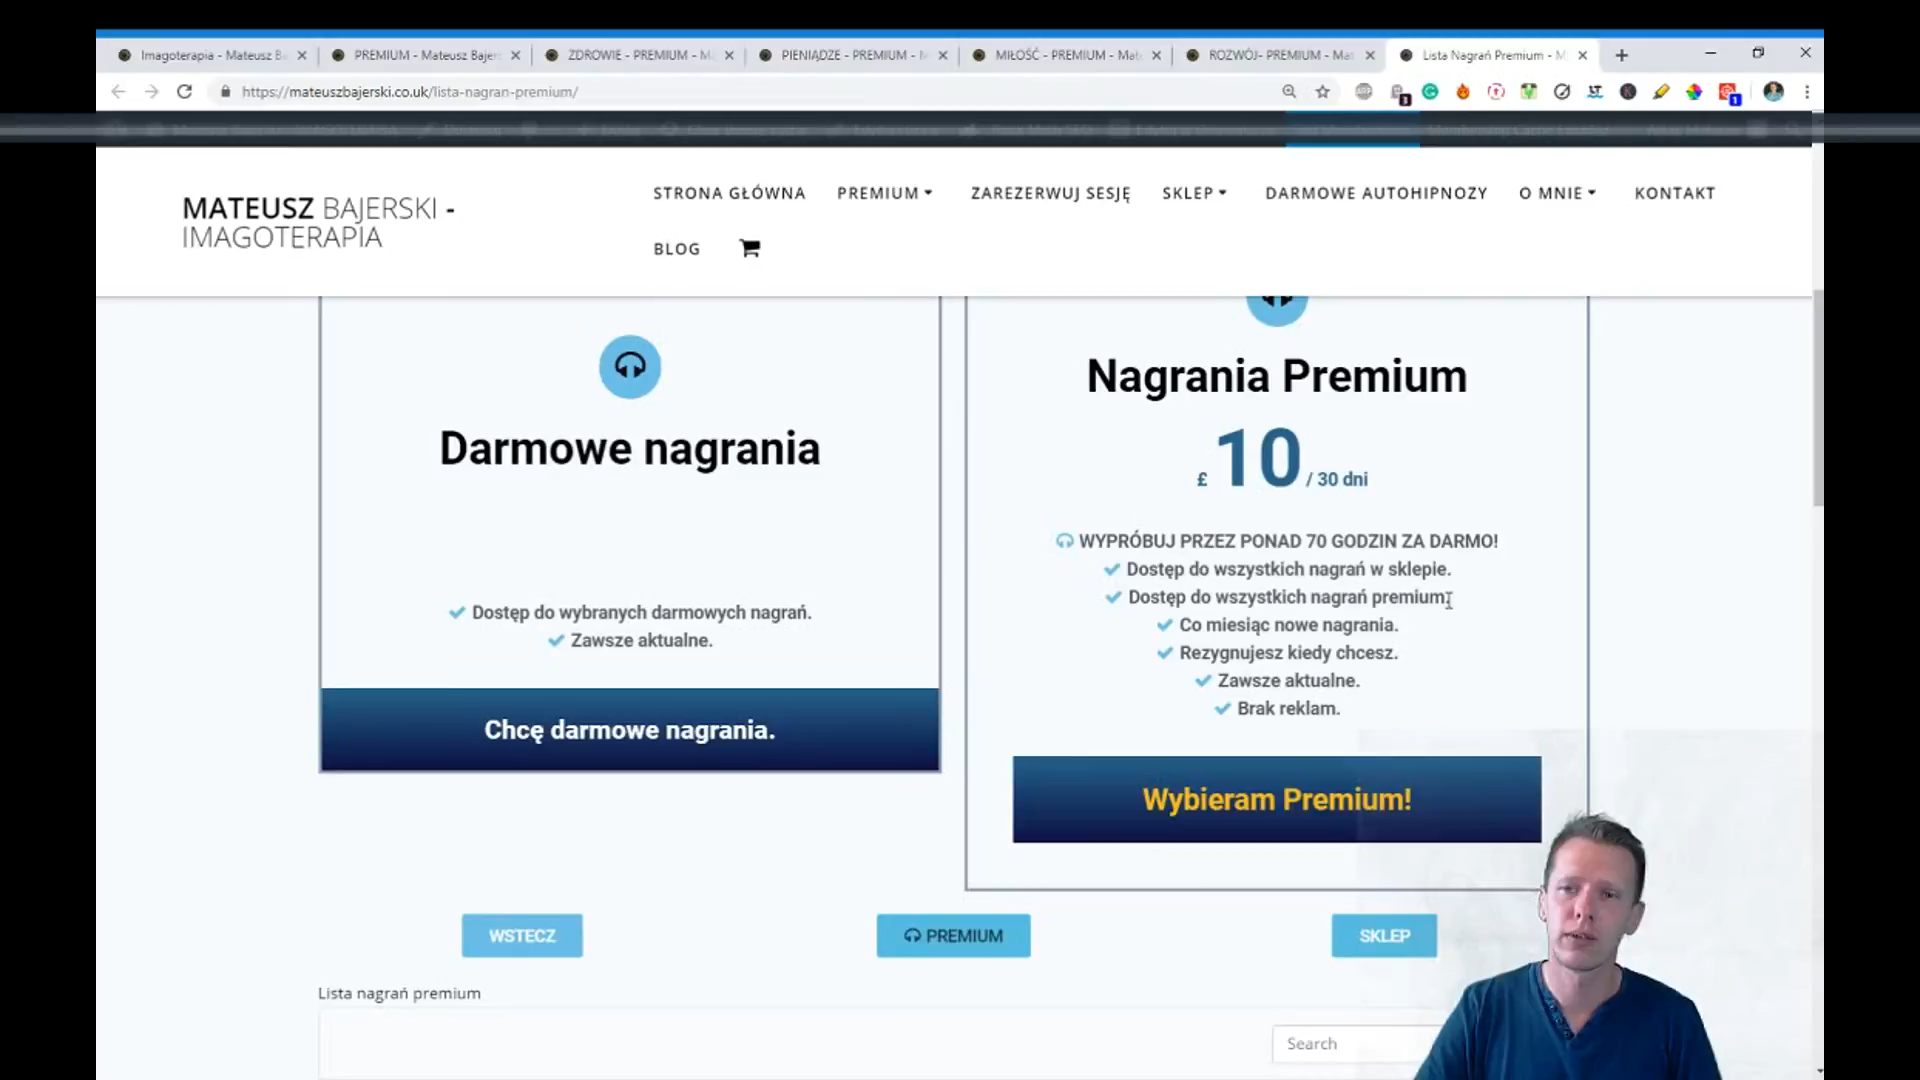 Imagoterapia - Mateusz B
PREMIUM - Mateusz Bajer
ZDROWIE - PREMIUM - M
PIENIĄDZE - PREMIUM -
MIŁOŚĆ - PREMIUM - Mat
ROZWÓJ- PREMIUM - Ma
Lista Nagrań Premium - M
https://mateuszbajerski.co.uk/lista-nagran-premium/
MATEUSZ BAJERSKI -
IMAGOTERAPIA
STRONA GŁÓWNA
PREMIUM
ZAREZERWUJ SESJĘ
SKLEP
DARMOWE AUTOHIPNOZY
O MNIE
KONTAKT
BLOG
Darmowe nagrania
Dostęp do wybranych darmowych nagrań.
Zawsze aktualne.
Chcę darmowe nagrania.
Nagrania Premium
£ 10 / 30 dni
WYPRÓBUJ PRZEZ PONAD 70 GODZIN ZA DARMO!
Dostęp do wszystkich nagrań w sklepie.
Dostęp do wszystkich nagrań premium.
Co miesiąc nowe nagrania.
Rezygnujesz kiedy chcesz.
Zawsze aktualne.
Brak reklam.
Wybieram Premium!
WSTECZ
PREMIUM
SKLEP
Lista nagrań premium
Search